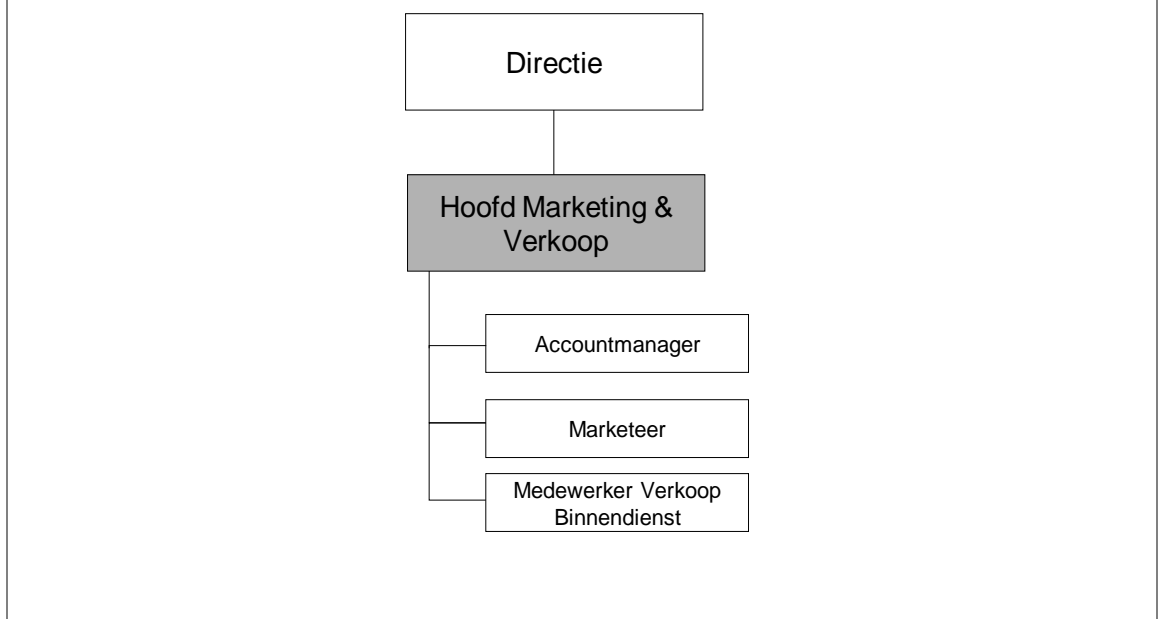 Directie
Hoofd Marketing &
Verkoop
Accountmanager
Marketeer
Medewerker Verkoop
Binnendienst